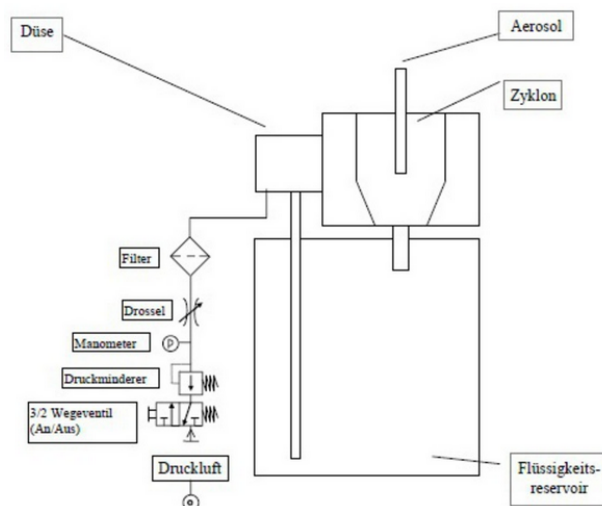 Düse
Aerosol
Zyklon
Filter
Drossel
Manometer
p
Druckminderer
3/2 Wegeventil
(An/Aus)
Druckluft
Flüssigkeits-
reservoir